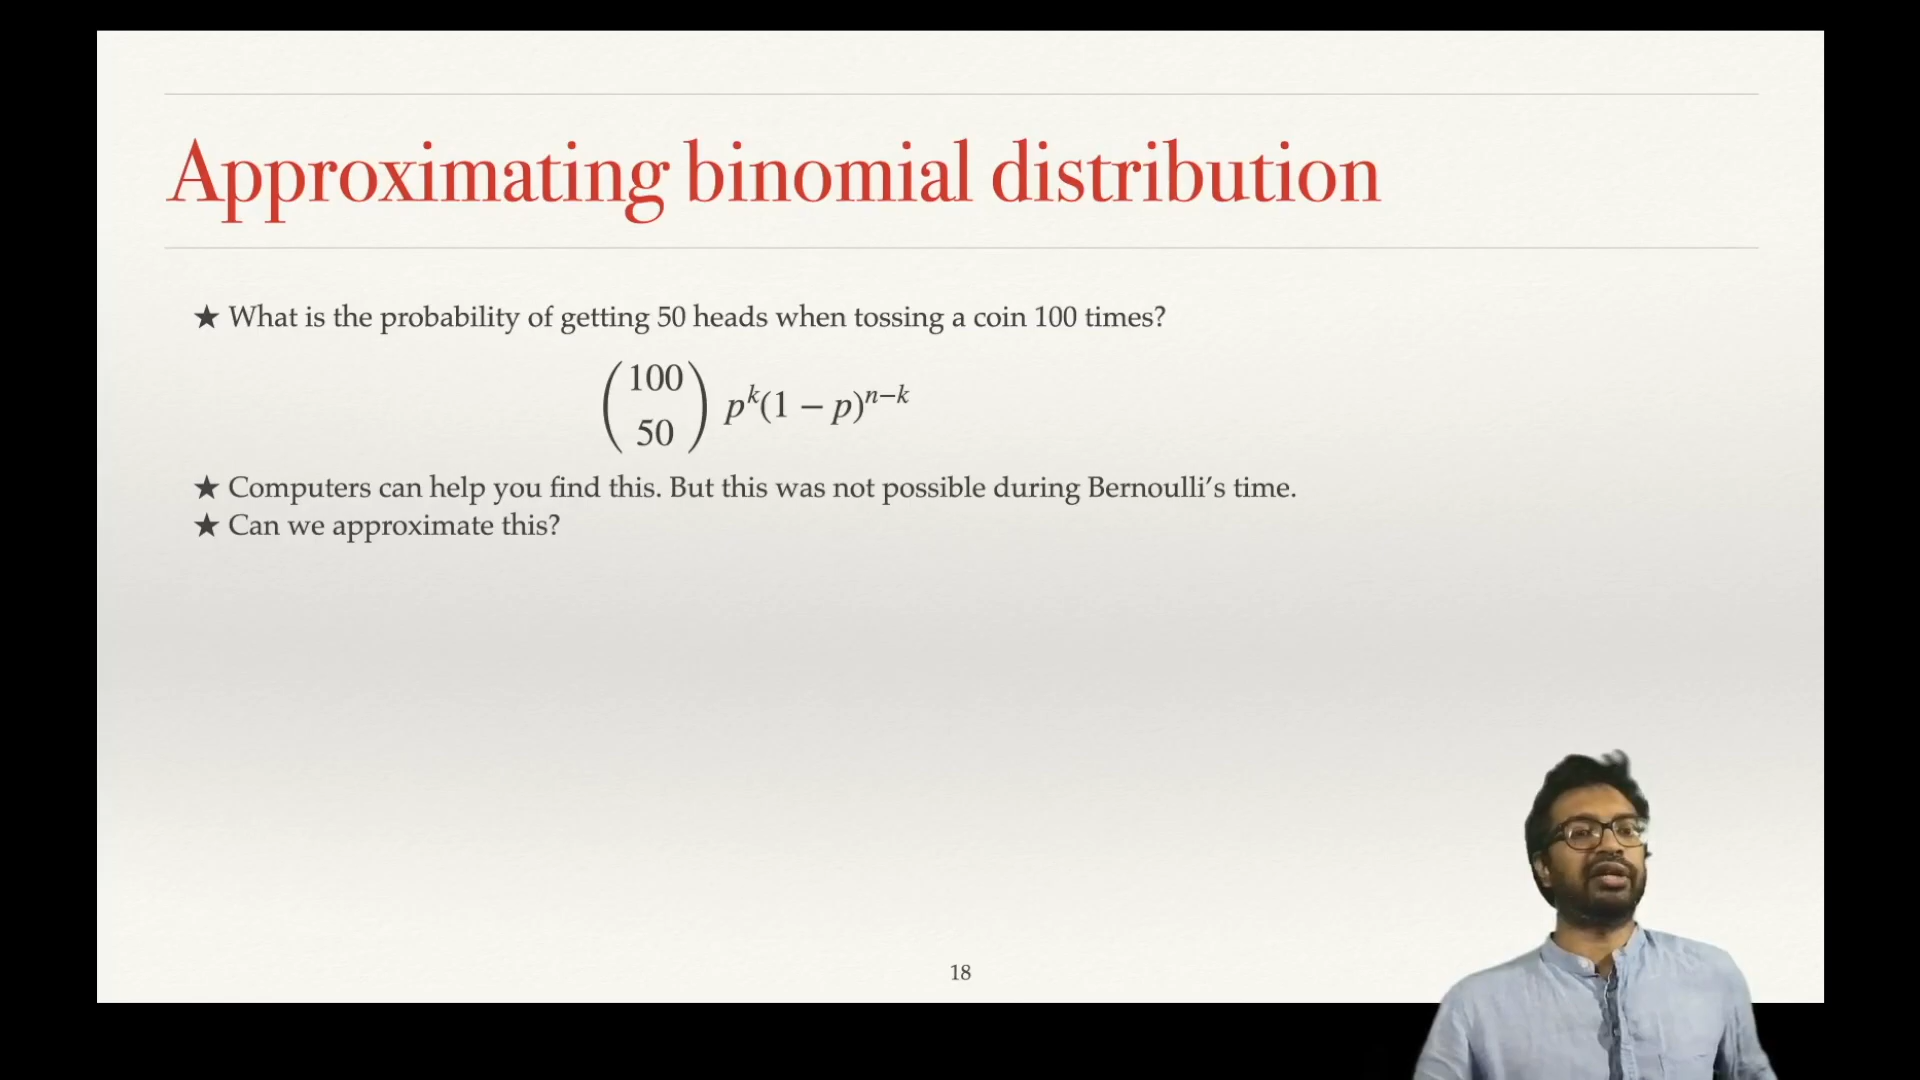 Approximating binomial distribution
★ What is the probability of getting 50 heads when tossing a coin 100 times?
(100 50) p^k(1 − p)^{n−k}
★ Computers can help you find this. But this was not possible during Bernoulli’s time.
★ Can we approximate this?
18